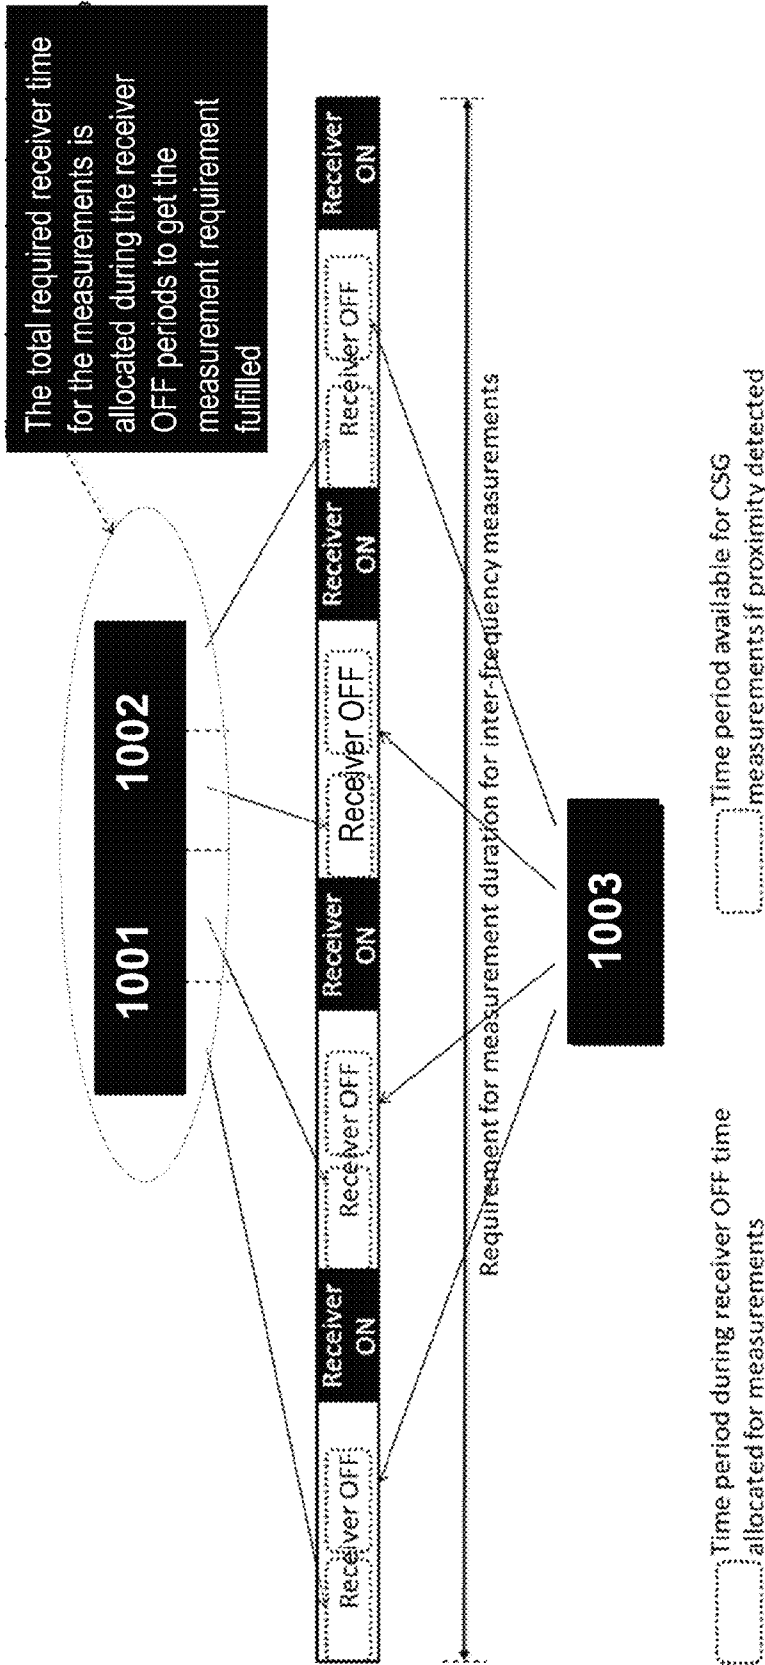 The total required receiver time
for the measurements is
allocated during the receiver
OFF periods to get the
measurement requirement
fulfilled
1001
1002
Receiver OFF
Receiver
ON
Receiver OFF
Receiver
ON
Receiver OFF
Receiver
ON
Receiver OFF
Receiver
ON
Requirement for measurement duration for inter-frequency measurements
1003
Time period during receiver OFF time
allocated for measurements
Time period available for CSG
measurements if proximity detected